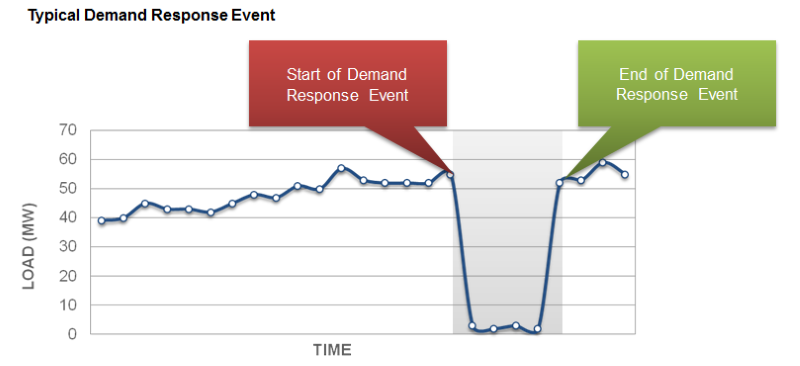 Typical Demand Response Event
Start of Demand
Response Event
End of Demand
Response Event
70
60
50
40
30
20
10
0
LOAD (MW)
TIME